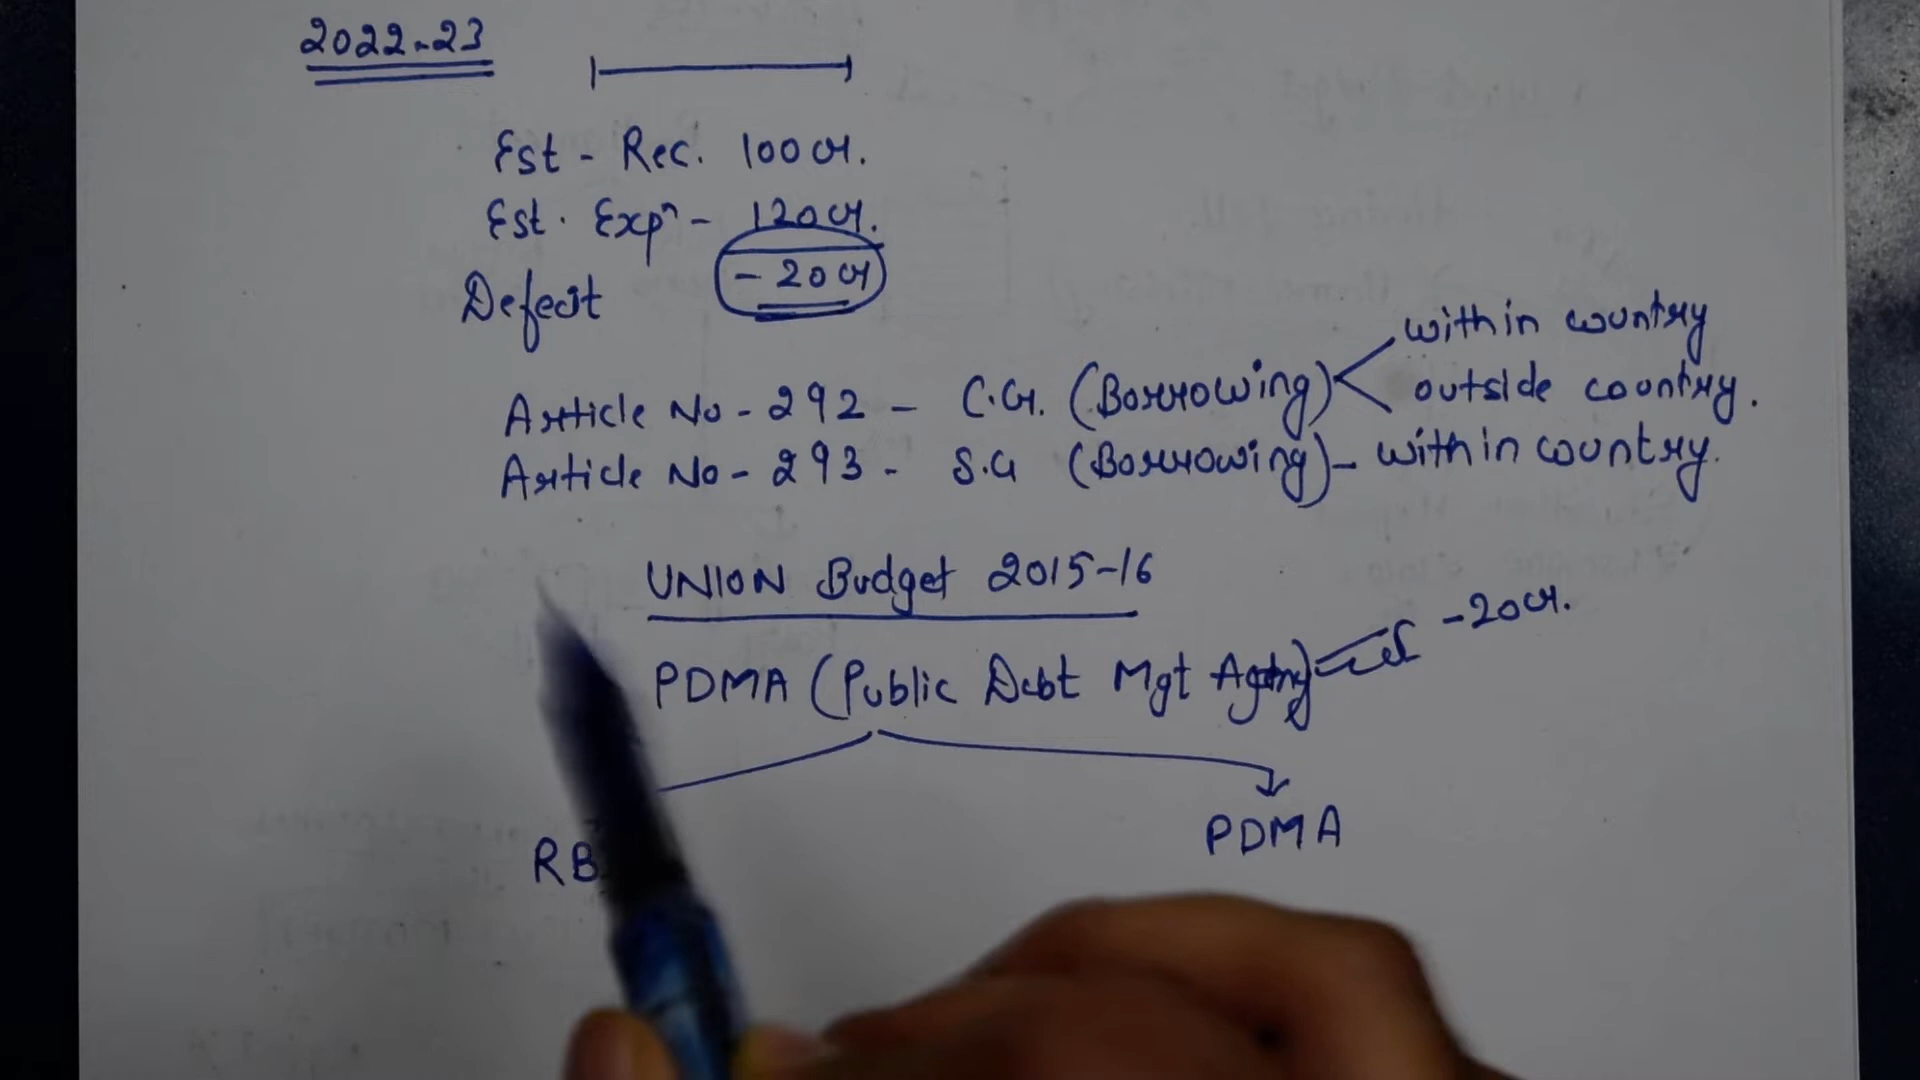 2022-23
Est - Rec. 100 cr.
Est. Expn - 120 cr.
Defecit - 20 cr
Article No - 292 - C.G. (Borrowing) within country
outside country.
Article No - 293 - S.G (Borrowing) - within country.
UNION Budget 2015-16
PDMA (Public Debt Mgt) - 20 cr.
RB PDMA